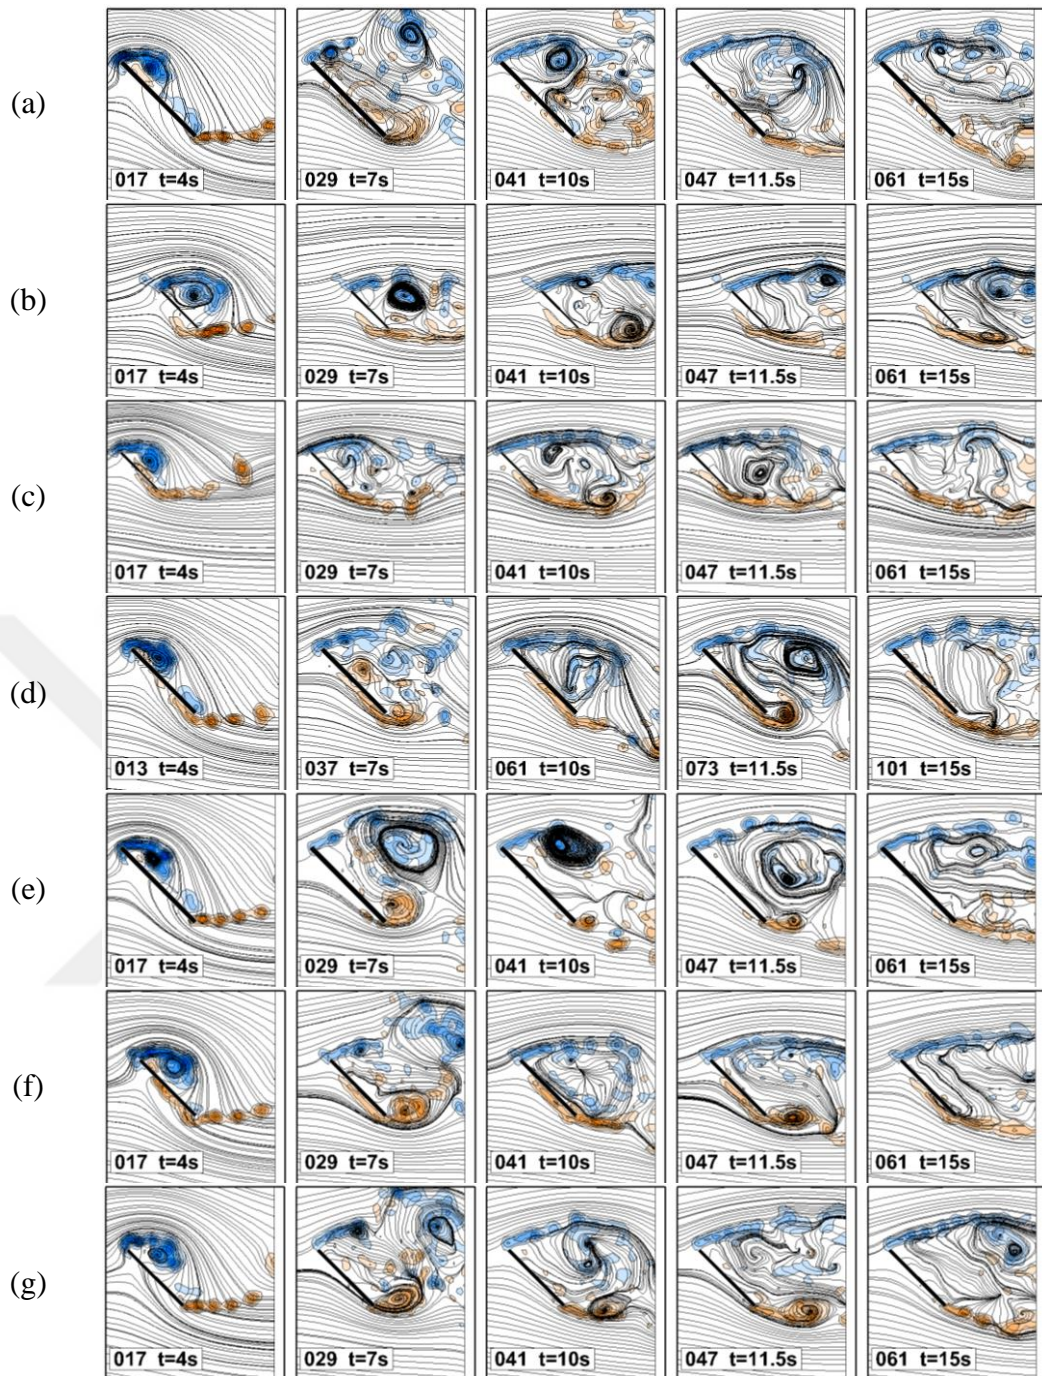 (a)
017 t=4s
029 t=7s
041 t=10s
047 t=11.5s
061 t=15s
(b)
017 t=4s
029 t=7s
041 t=10s
047 t=11.5s
061 t=15s
(c)
017 t=4s
029 t=7s
041 t=10s
047 t=11.5s
061 t=15s
(d)
013 t=4s
037 t=7s
061 t=10s
073 t=11.5s
101 t=15s
(e)
017 t=4s
029 t=7s
041 t=10s
047 t=11.5s
061 t=15s
(f)
017 t=4s
029 t=7s
041 t=10s
047 t=11.5s
061 t=15s
(g)
017 t=4s
029 t=7s
041 t=10s
047 t=11.5s
061 t=15s